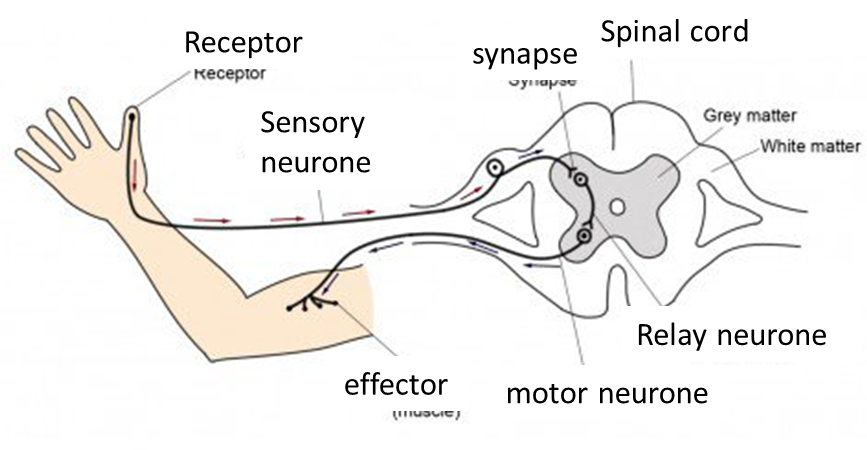 Receptor
Receptor
synapse
Synapse
Spinal cord
Sensory
neurone
Grey matter
White matter
Relay neurone
effector
(muscle)
motor neurone